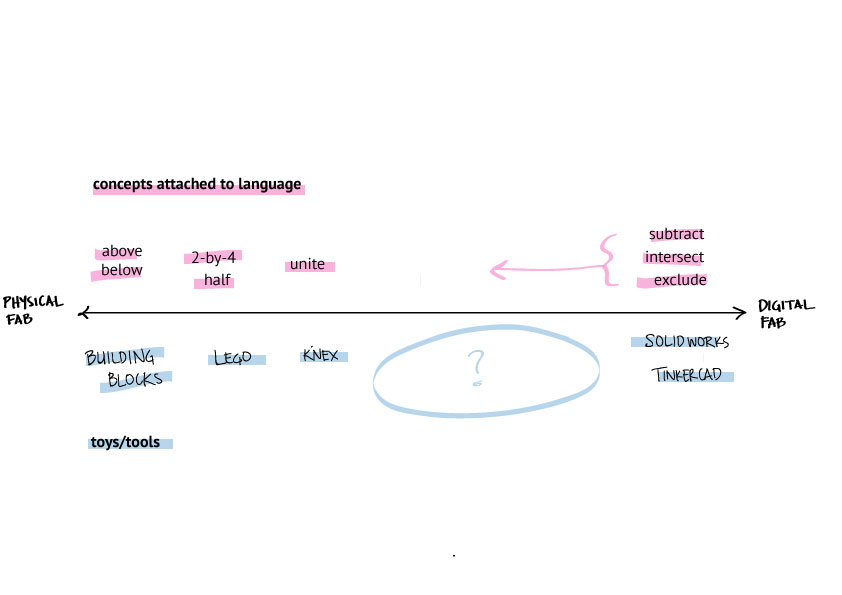 concepts attached to language
above
below
2-by-4
half
unite
subtract
intersect
exclude
PHYSICAL
FAB
DIGITAL
FAB
BUILDING
BLOCKS
LEGO
K'NEX
?
SOLIDWORKS
TINKERCAD
toys/tools